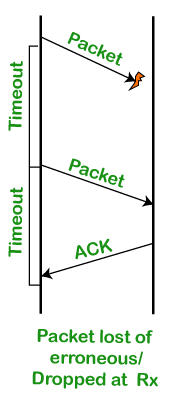 Packet
Timeout
Packet
Timeout
ACK
Packet lost of
erroneous/
Dropped at Rx